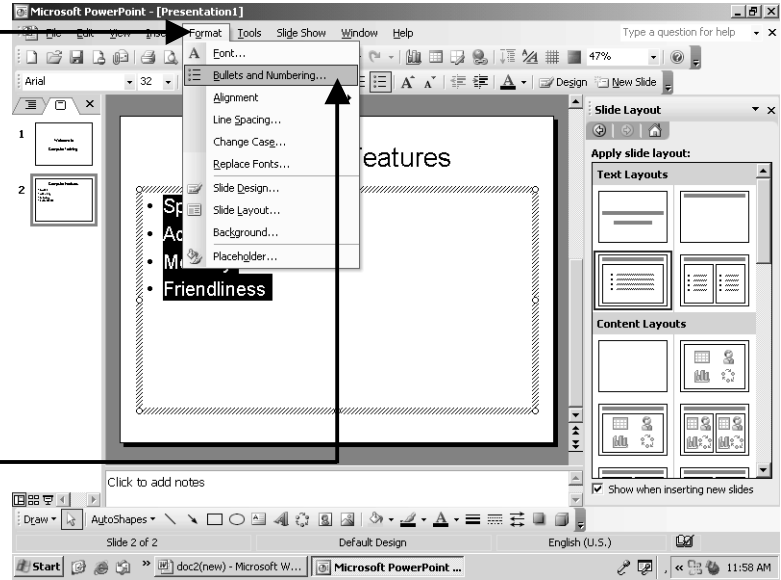 Microsoft PowerPoint - [Presentation1]
File Edit View Insert Format Tools Slide Show Window Help Type a question for help
47%
Arial 32 Design New Slide
Font...
Bullets and Numbering...
Alignment
Line Spacing...
Change Case...
Replace Fonts...
Slide Design...
Slide Layout...
Background...
Placeholder...
1
2
Features
• Sp
• Ac
• M
• Friendliness
Slide Layout
Apply slide layout:
Text Layouts
Content Layouts
Show when inserting new slides
Click to add notes
Draw AutoShapes
Slide 2 of 2 Default Design English (U.S.)
Start doc2(new) - Microsoft W... Microsoft PowerPoint ... 11:58 AM